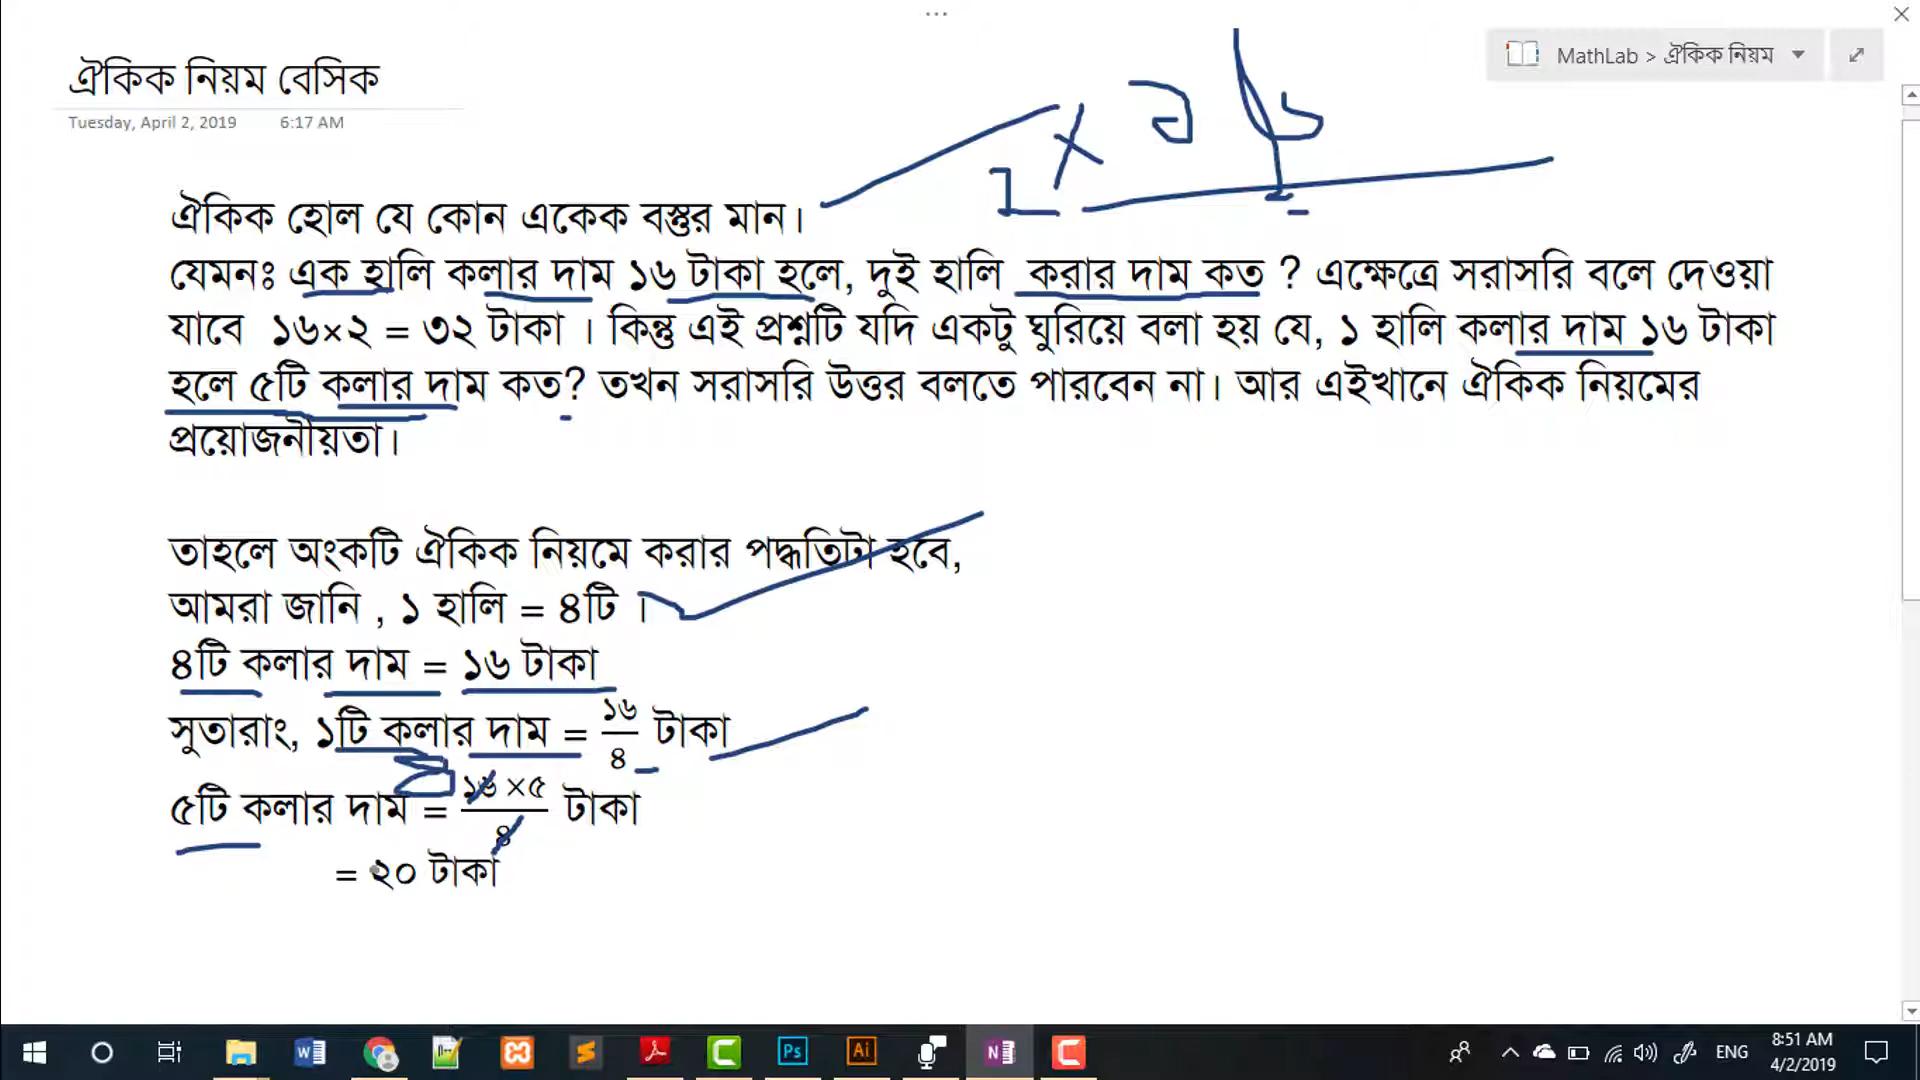 ঐকিক নিয়ম বেসিক
Tuesday, April 2, 2019 6:17 AM
MathLab > ঐকিক নিয়ম
ঐকিক হোল যে কোন একেক বস্তুর মান।
যেমনঃ এক হালি কলার দাম ১৬ টাকা হলে, দুই হালি করার দাম কত ? এক্ষেত্রে সরাসরি বলে দেওয়া
যাবে ১৬×২ = ৩২ টাকা । কিন্তু এই প্রশ্নটি যদি একটু ঘুরিয়ে বলা হয় যে, ১ হালি কলার দাম ১৬ টাকা
হলে ৫টি কলার দাম কত? তখন সরাসরি উত্তর বলতে পারবেন না। আর এইখানে ঐকিক নিয়মের
প্রয়োজনীয়তা।
তাহলে অংকটি ঐকিক নিয়মে করার পদ্ধতিটা হবে,
আমরা জানি , ১ হালি = ৪টি ।
৪টি কলার দাম = ১৬ টাকা
সুতারাং, ১টি কলার দাম = ১৬/৪ টাকা
৫টি কলার দাম = ১৬ ×৫/৪ টাকা
= ২০ টাকা
ENG
8:51 AM
4/2/2019